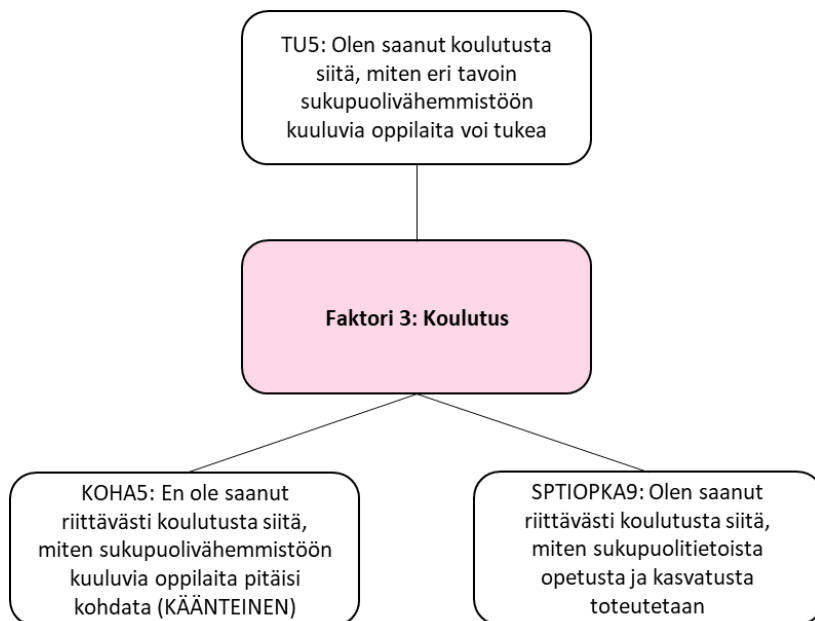 TU5: Olen saanut koulutusta
siitä, miten eri tavoin
sukupuolivähemmistöön
kuuluvia oppilaita voi tukea
Faktori 3: Koulutus
KOHA5: En ole saanut
riittävästi koulutusta siitä,
miten sukupuolivähemmistöön
kuuluvia oppilaita pitäisi
kohdata (KÄÄNTEINEN)
SPTIOPKA9: Olen saanut
riittävästi koulutusta siitä,
miten sukupuolitietoista
opetusta ja kasvatusta
toteutetaan